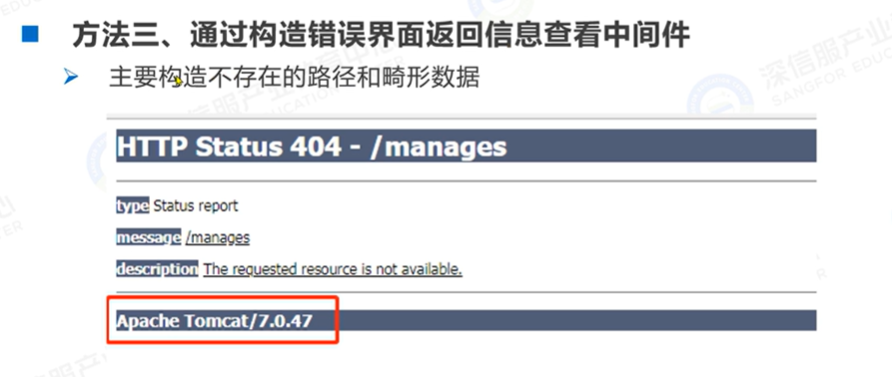 方法三、通过构造错误界面返回信息查看中间件
主要构造不存在的路径和畸形数据
HTTP Status 404 - /manages
type Status report
message /manages
description The requested resource is not available.
Apache Tomcat/7.0.47
深信服产业
SANGFOR EDUC